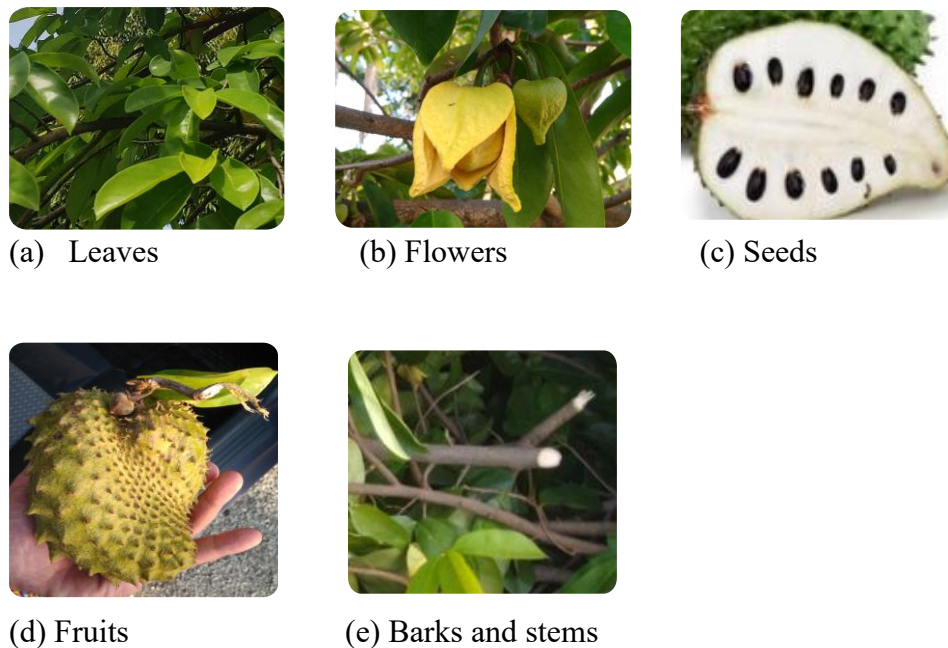 (a) Leaves
(b) Flowers
(c) Seeds
(d) Fruits
(e) Barks and stems